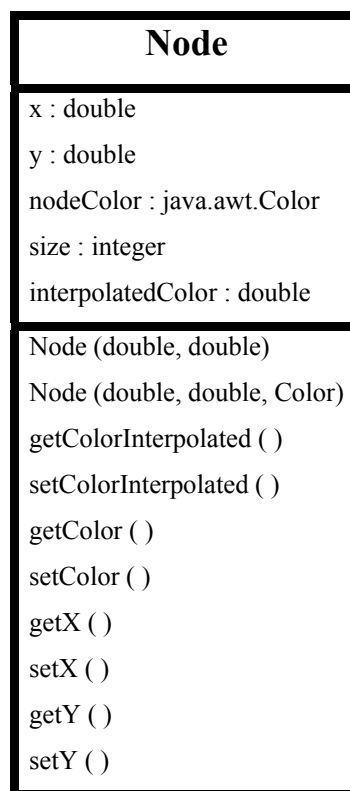 Node
x : double
y : double
nodeColor : java.awt.Color
size : integer
interpolatedColor : double
Node (double, double)
Node (double, double, Color)
getColorInterpolated ( )
setColorInterpolated ( )
getColor ( )
setColor ( )
getX ( )
setX ( )
getY ( )
setY ( )